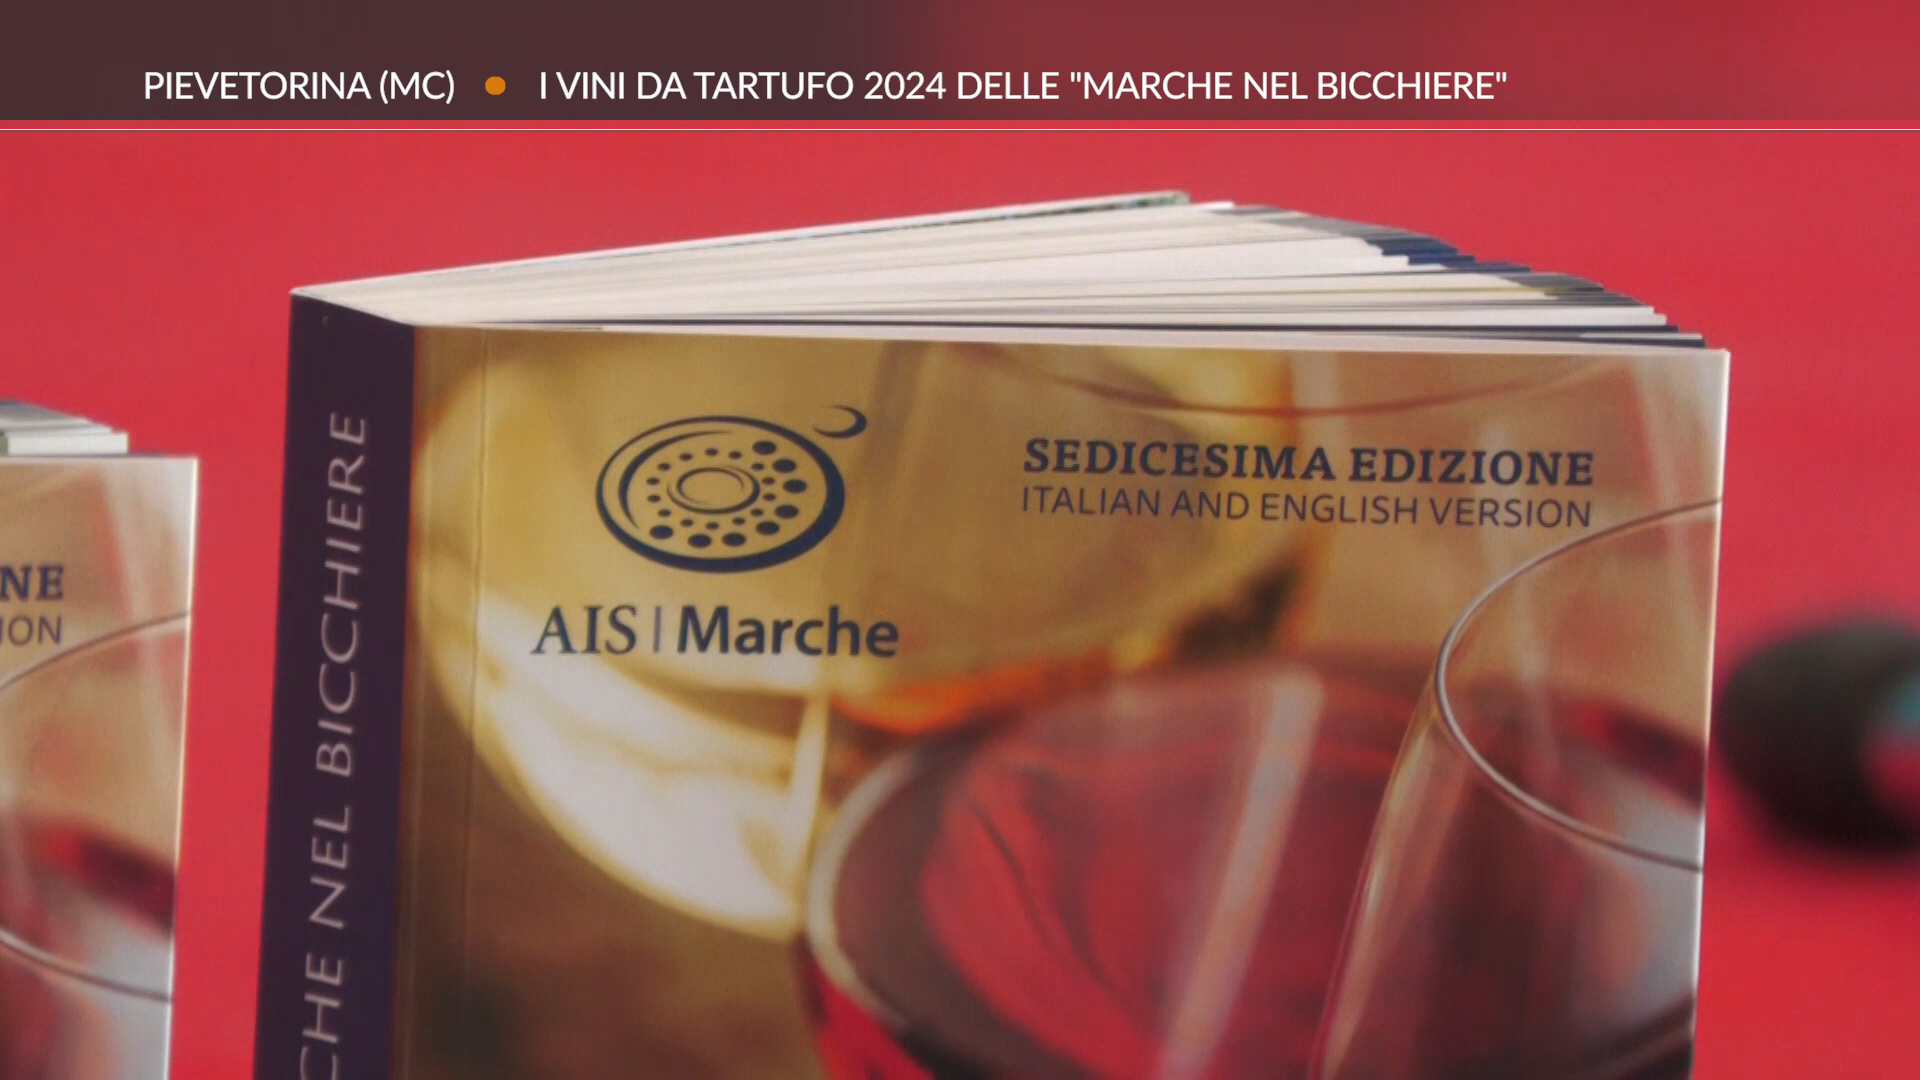 PIEVETORINA (MC) • I VINI DA TARTUFO 2024 DELLE "MARCHE NEL BICCHIERE"
SEDICESIMA EDIZIONE
ITALIAN AND ENGLISH VERSION
AIS | Marche
CHE NEL BICCHIERE
NE
ION